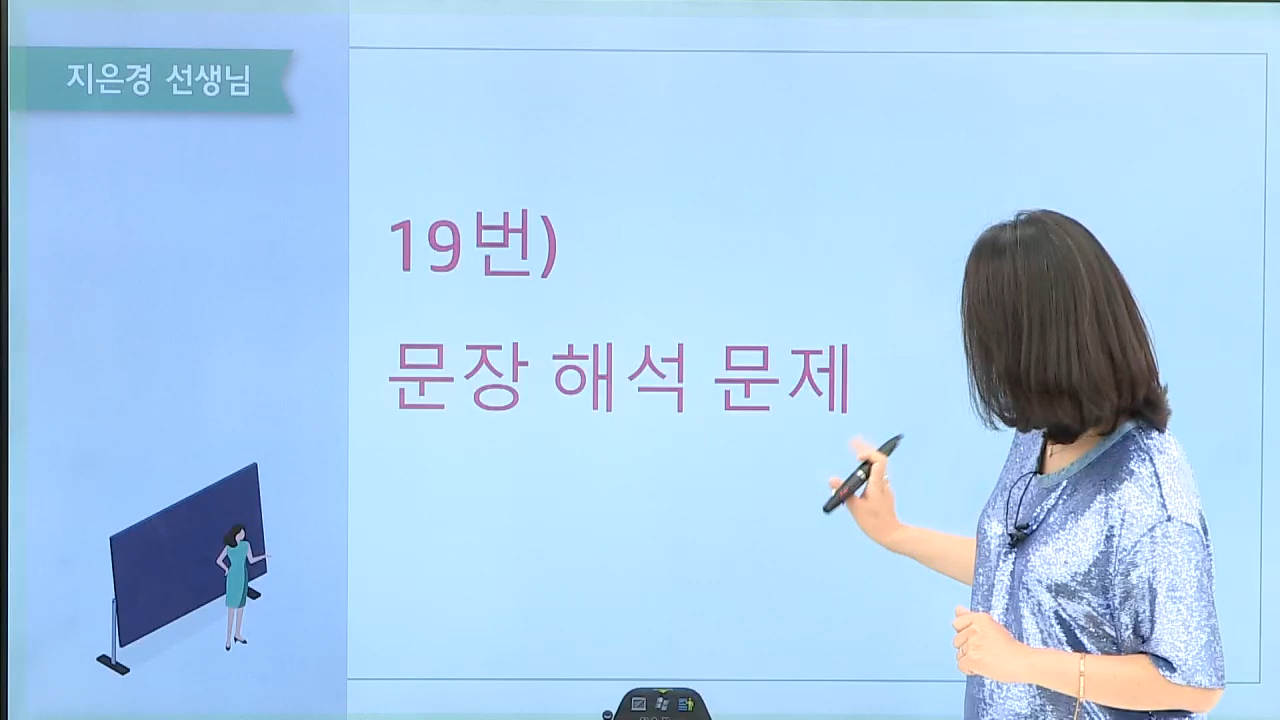 지은경 선생님
19번)
문장 해석 문제